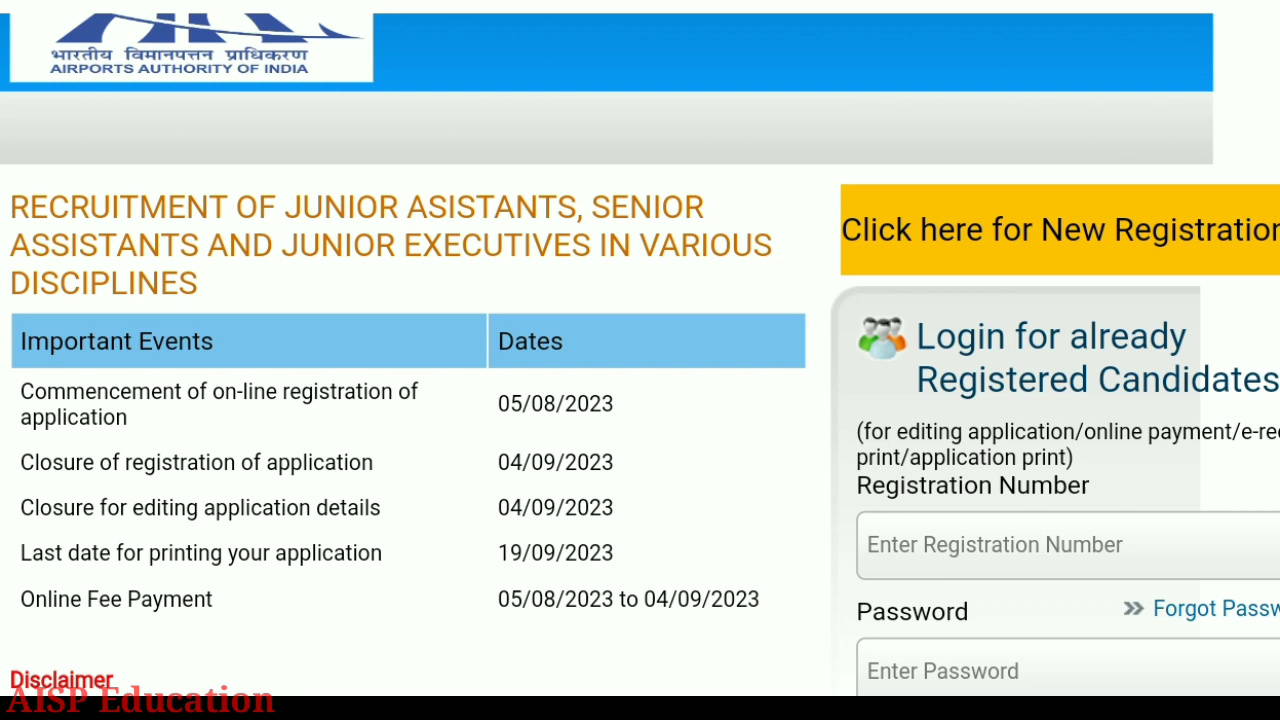 भारतीय विमानपत्तन प्राधिकरण
AIRPORTS AUTHORITY OF INDIA
RECRUITMENT OF JUNIOR ASISTANTS, SENIOR
ASSISTANTS AND JUNIOR EXECUTIVES IN VARIOUS
DISCIPLINES
Important Events Dates
Commencement of on-line registration of
application 05/08/2023
Closure of registration of application 04/09/2023
Closure for editing application details 04/09/2023
Last date for printing your application 19/09/2023
Online Fee Payment 05/08/2023 to 04/09/2023
Disclaimer
Click here for New Registration
Login for already
Registered Candidates
(for editing application/online payment/e-rec
print/application print)
Registration Number
Enter Registration Number
Password Forgot Passw
Enter Password
AISP Education